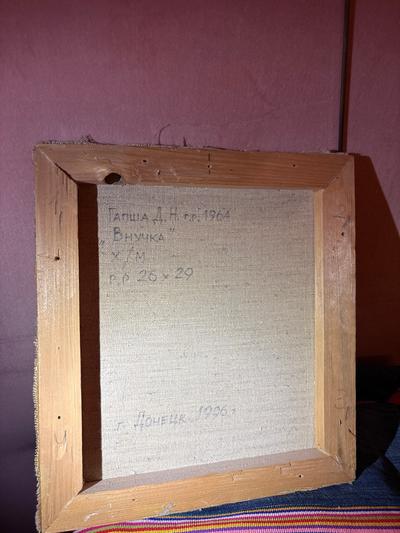 Гапша Д. Н. г.р. 1964
„Внучка"
х/м
р.р 26 х 29
г. Донецк 1996 г